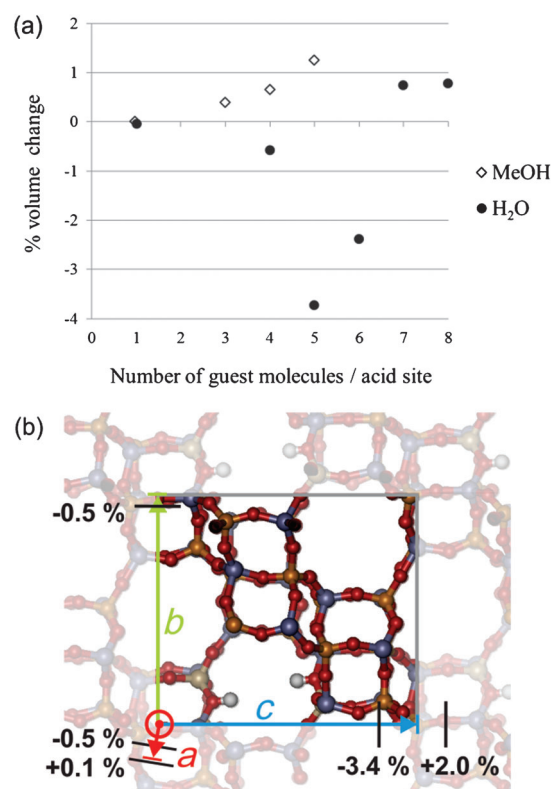 (a)
2
1
0
-1
-2
-3
-4
% volume change
0 1 2 3 4 5 6 7 8
Number of guest molecules / acid site
MeOH
H₂O
(b)
-0.5 %
b
c
-0.5 %
+0.1 %
a
-3.4 %
+2.0 %